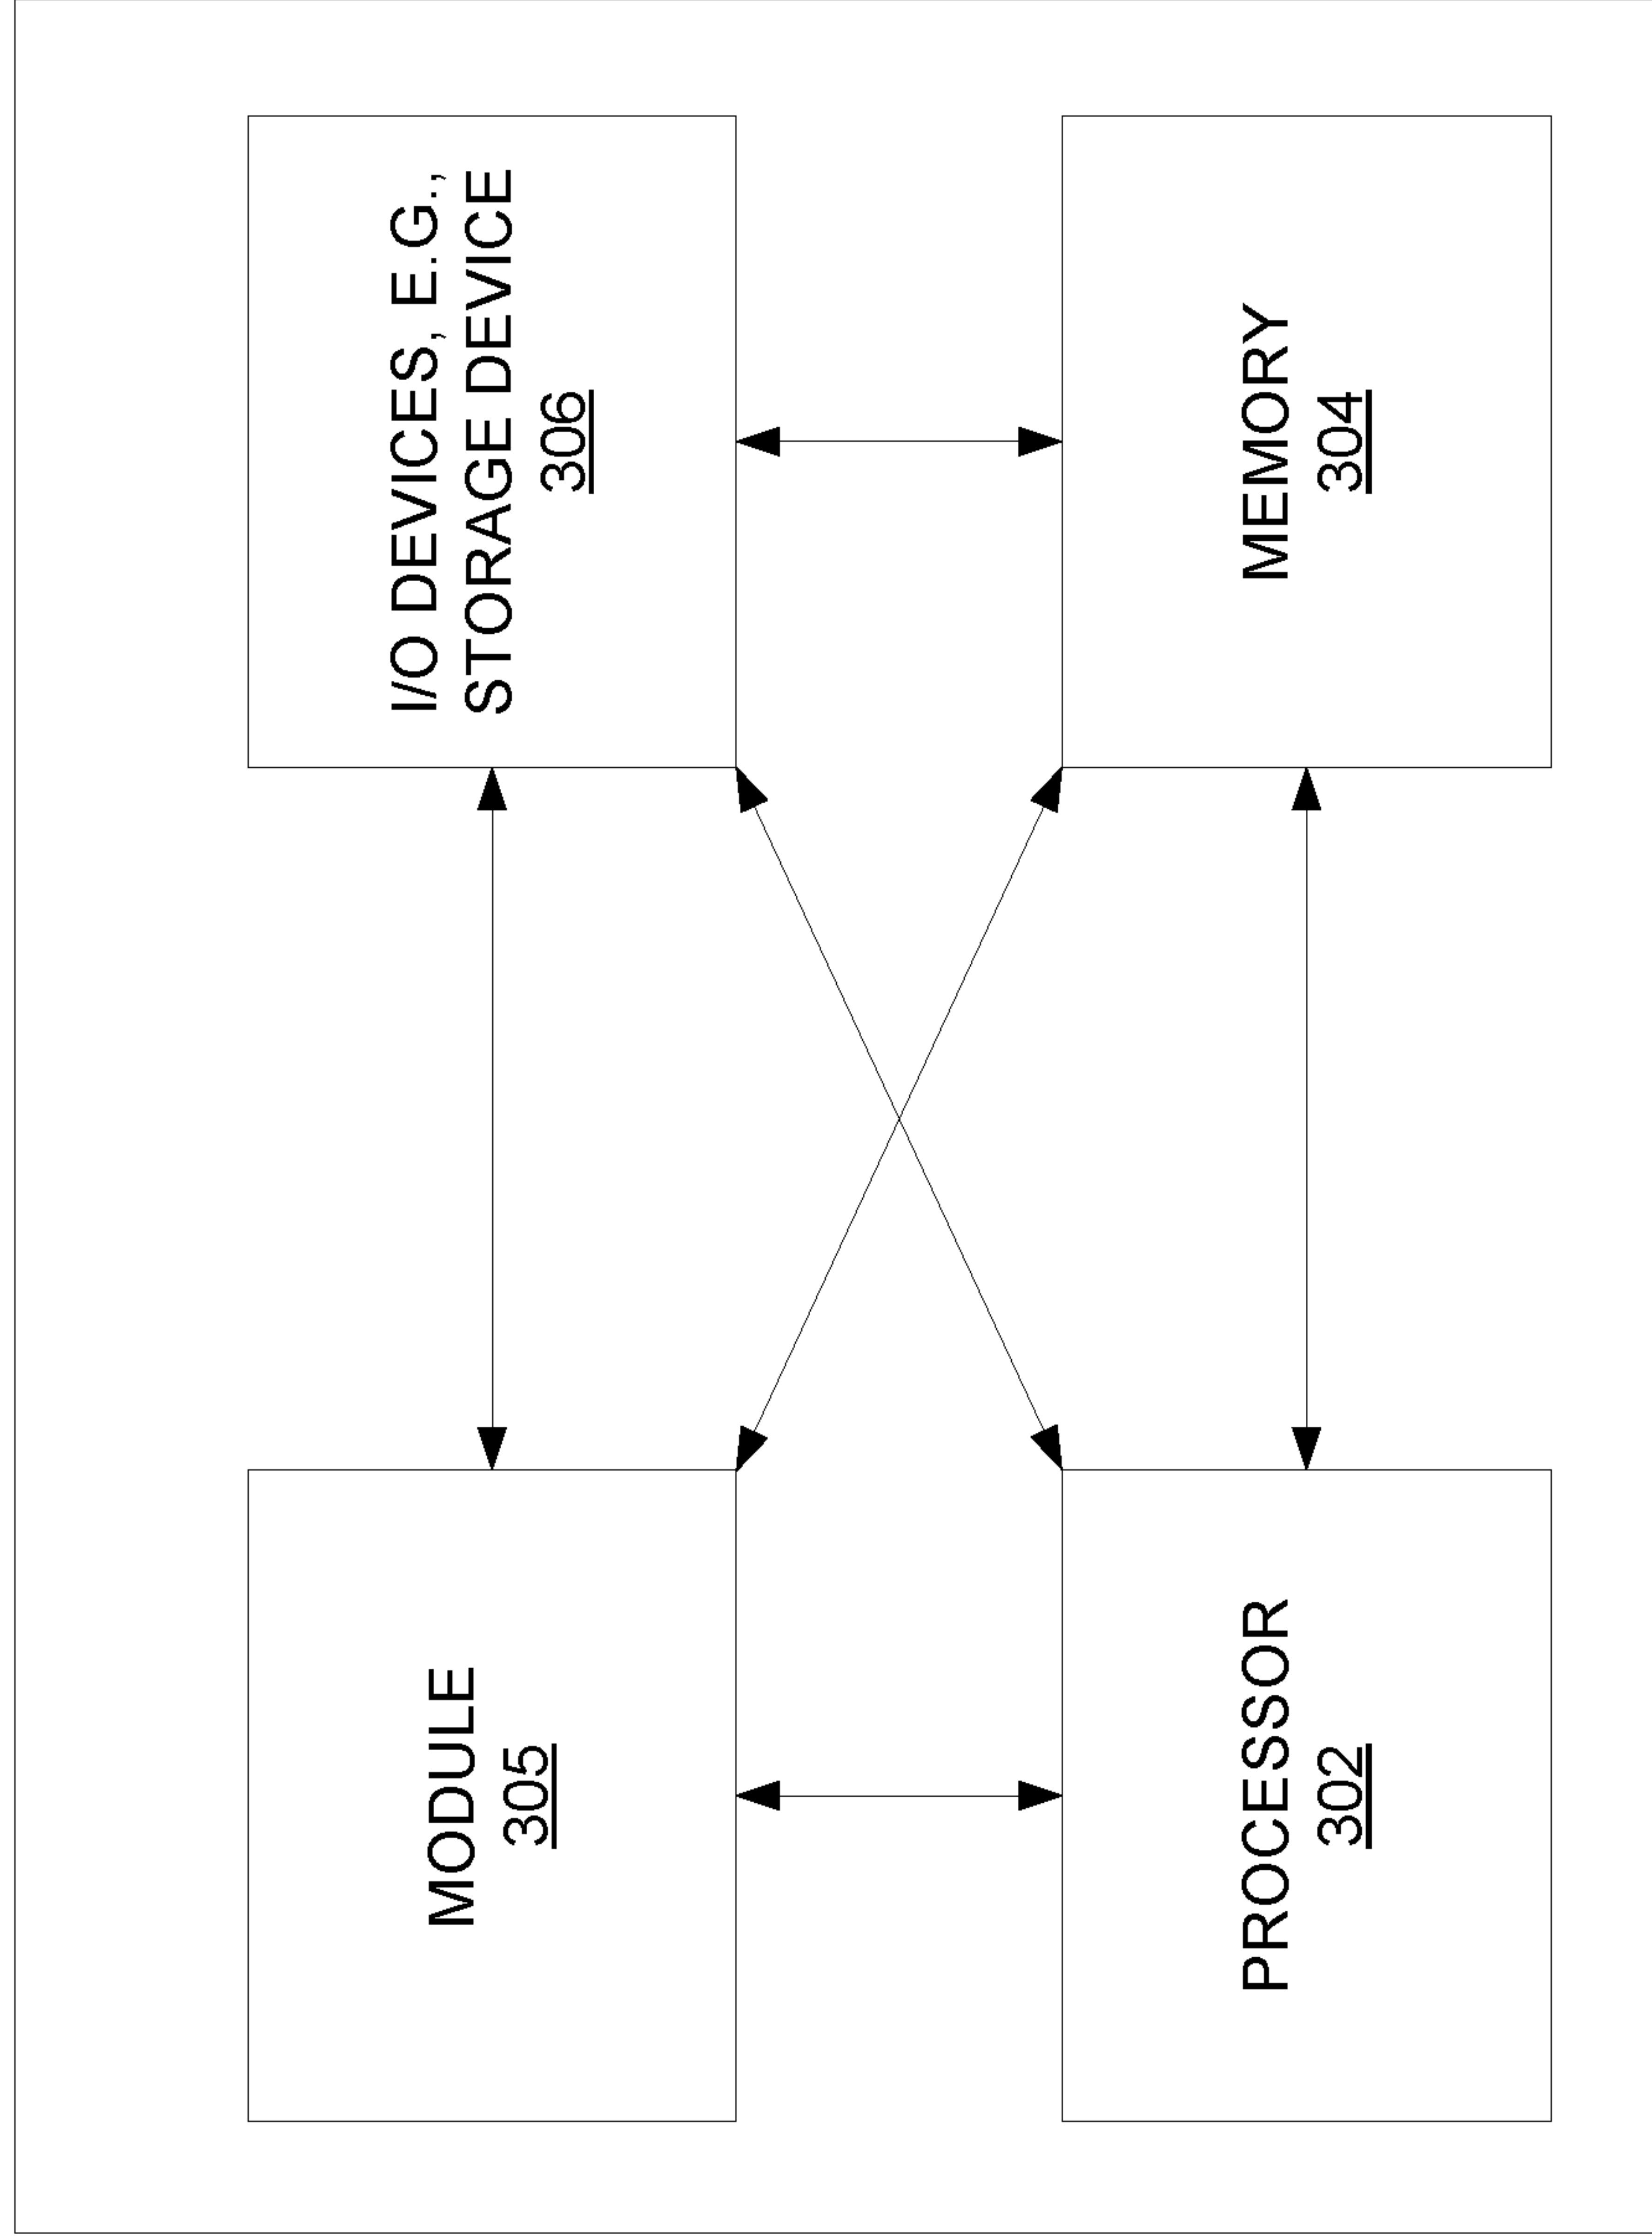 MODULE
305
I/O DEVICES, E.G.,
STORAGE DEVICE
306
PROCESSOR
302
MEMORY
304